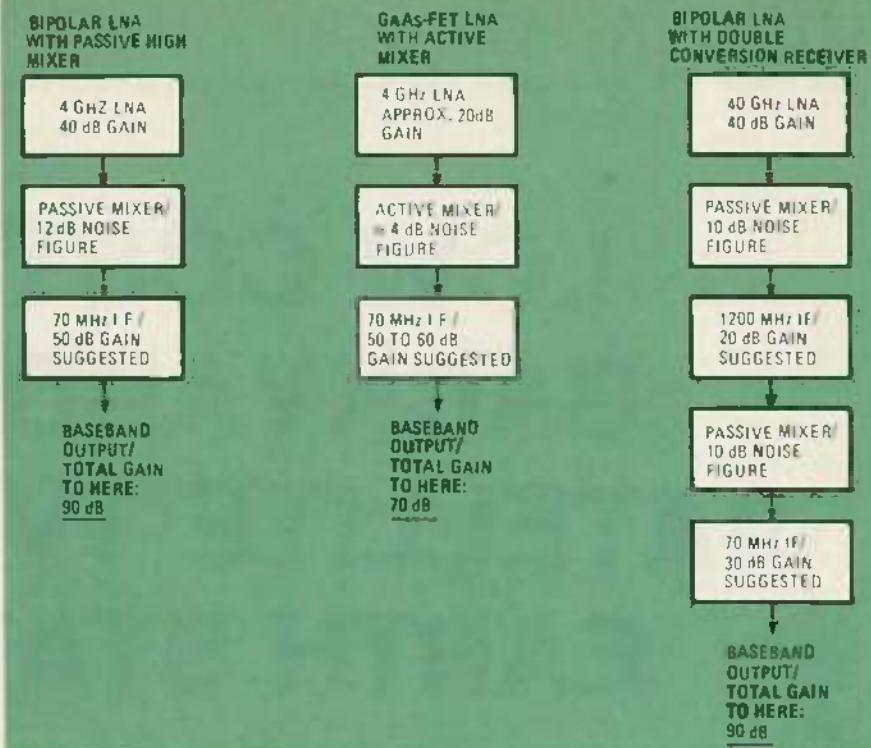 BIPOLAR LNA
WITH PASSIVE HIGH
MIXER
4 GHZ LNA
40 dB GAIN
PASSIVE MIXER/
12 dB NOISE
FIGURE
70 MHz I F /
50 dB GAIN
SUGGESTED
BASEBAND
OUTPUT/
TOTAL GAIN
TO HERE:
90 dB
GAAs-FET LNA
WITH ACTIVE
MIXER
4 GHz LNA
APPROX. 20dB
GAIN
ACTIVE MIXER/
4 dB NOISE
FIGURE
70 MHz I F /
50 TO 60 dB
GAIN SUGGESTED
BASEBAND
OUTPUT/
TOTAL GAIN
TO HERE:
70 dB
BIPOLAR LNA
WITH DOUBLE
CONVERSION RECEIVER
40 GHz LNA
40 dB GAIN
PASSIVE MIXER/
10 dB NOISE
FIGURE
1200 MHz IF/
20 dB GAIN
SUGGESTED
PASSIVE MIXER/
10 dB NOISE
FIGURE
70 MHz IF/
30 dB GAIN
SUGGESTED
BASEBAND
OUTPUT/
TOTAL GAIN
TO HERE:
90 dB